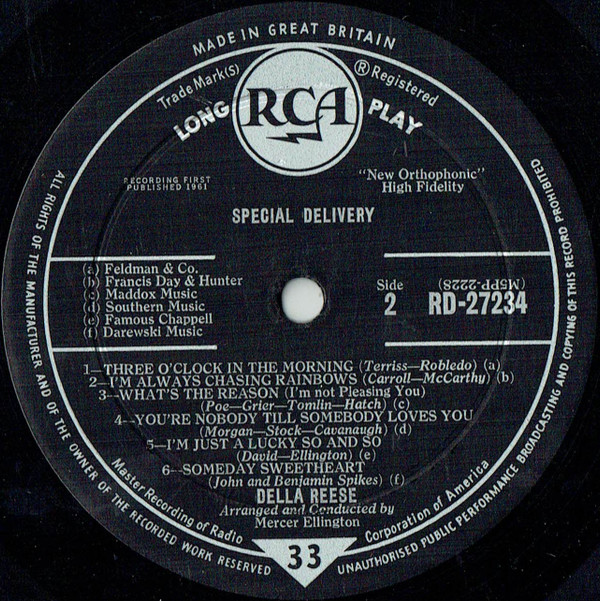 MADE IN GREAT BRITAIN
Trade Mark(S) ® Registered
LONG RCA PLAY
RECORDING FIRST
PUBLISHED 1961
"New Orthophonic"
High Fidelity
SPECIAL DELIVERY
(a) Feldman & Co.
(b) Francis Day & Hunter
(c) Maddox Music
(d) Southern Music
(e) Famous Chappell
(f) Darewski Music
Side
2
(M5PP-2228)
RD-27234
1—THREE O'CLOCK IN THE MORNING (Terriss—Robledo) (a)
2—I'M ALWAYS CHASING RAINBOWS (Carroll—McCarthy) (b)
3—WHAT'S THE REASON (I'm not Pleasing You)
(Poe—Grier—Tomlin—Hatch) (c)
4—YOU'RE NOBODY TILL SOMEBODY LOVES YOU
(Morgan—Stock—Cavanaugh) (d)
5—I'M JUST A LUCKY SO AND SO
(David—Ellington) (e)
6—SOMEDAY SWEETHEART
(John and Benjamin Spikes) (f)
DELLA REESE
Arranged and Conducted by
Mercer Ellington
Master Recording of Radio Corporation of America
33
ALL RIGHTS OF THE MANUFACTURER AND OF THE OWNER OF THE RECORDED WORK RESERVED
UNAUTHORISED PUBLIC PERFORMANCE BROADCASTING AND COPYING OF THIS RECORD PROHIBITED